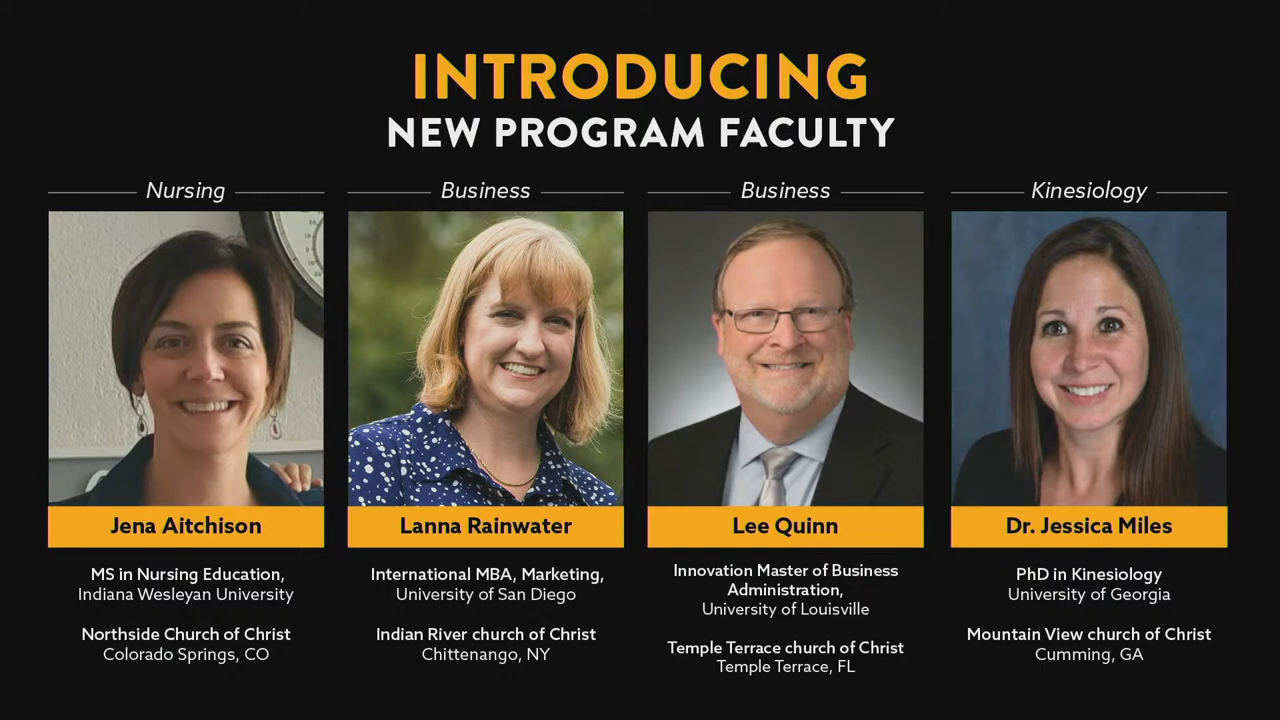 INTRODUCING
NEW PROGRAM FACULTY
Nursing
Jena Aitchison
MS in Nursing Education,
Indiana Wesleyan University
Northside Church of Christ
Colorado Springs, CO
Business
Lanna Rainwater
International MBA, Marketing,
University of San Diego
Indian River church of Christ
Chittenango, NY
Business
Lee Quinn
Innovation Master of Business
Administration,
University of Louisville
Temple Terrace church of Christ
Temple Terrace, FL
Kinesiology
Dr. Jessica Miles
PhD in Kinesiology
University of Georgia
Mountain View church of Christ
Cumming, GA